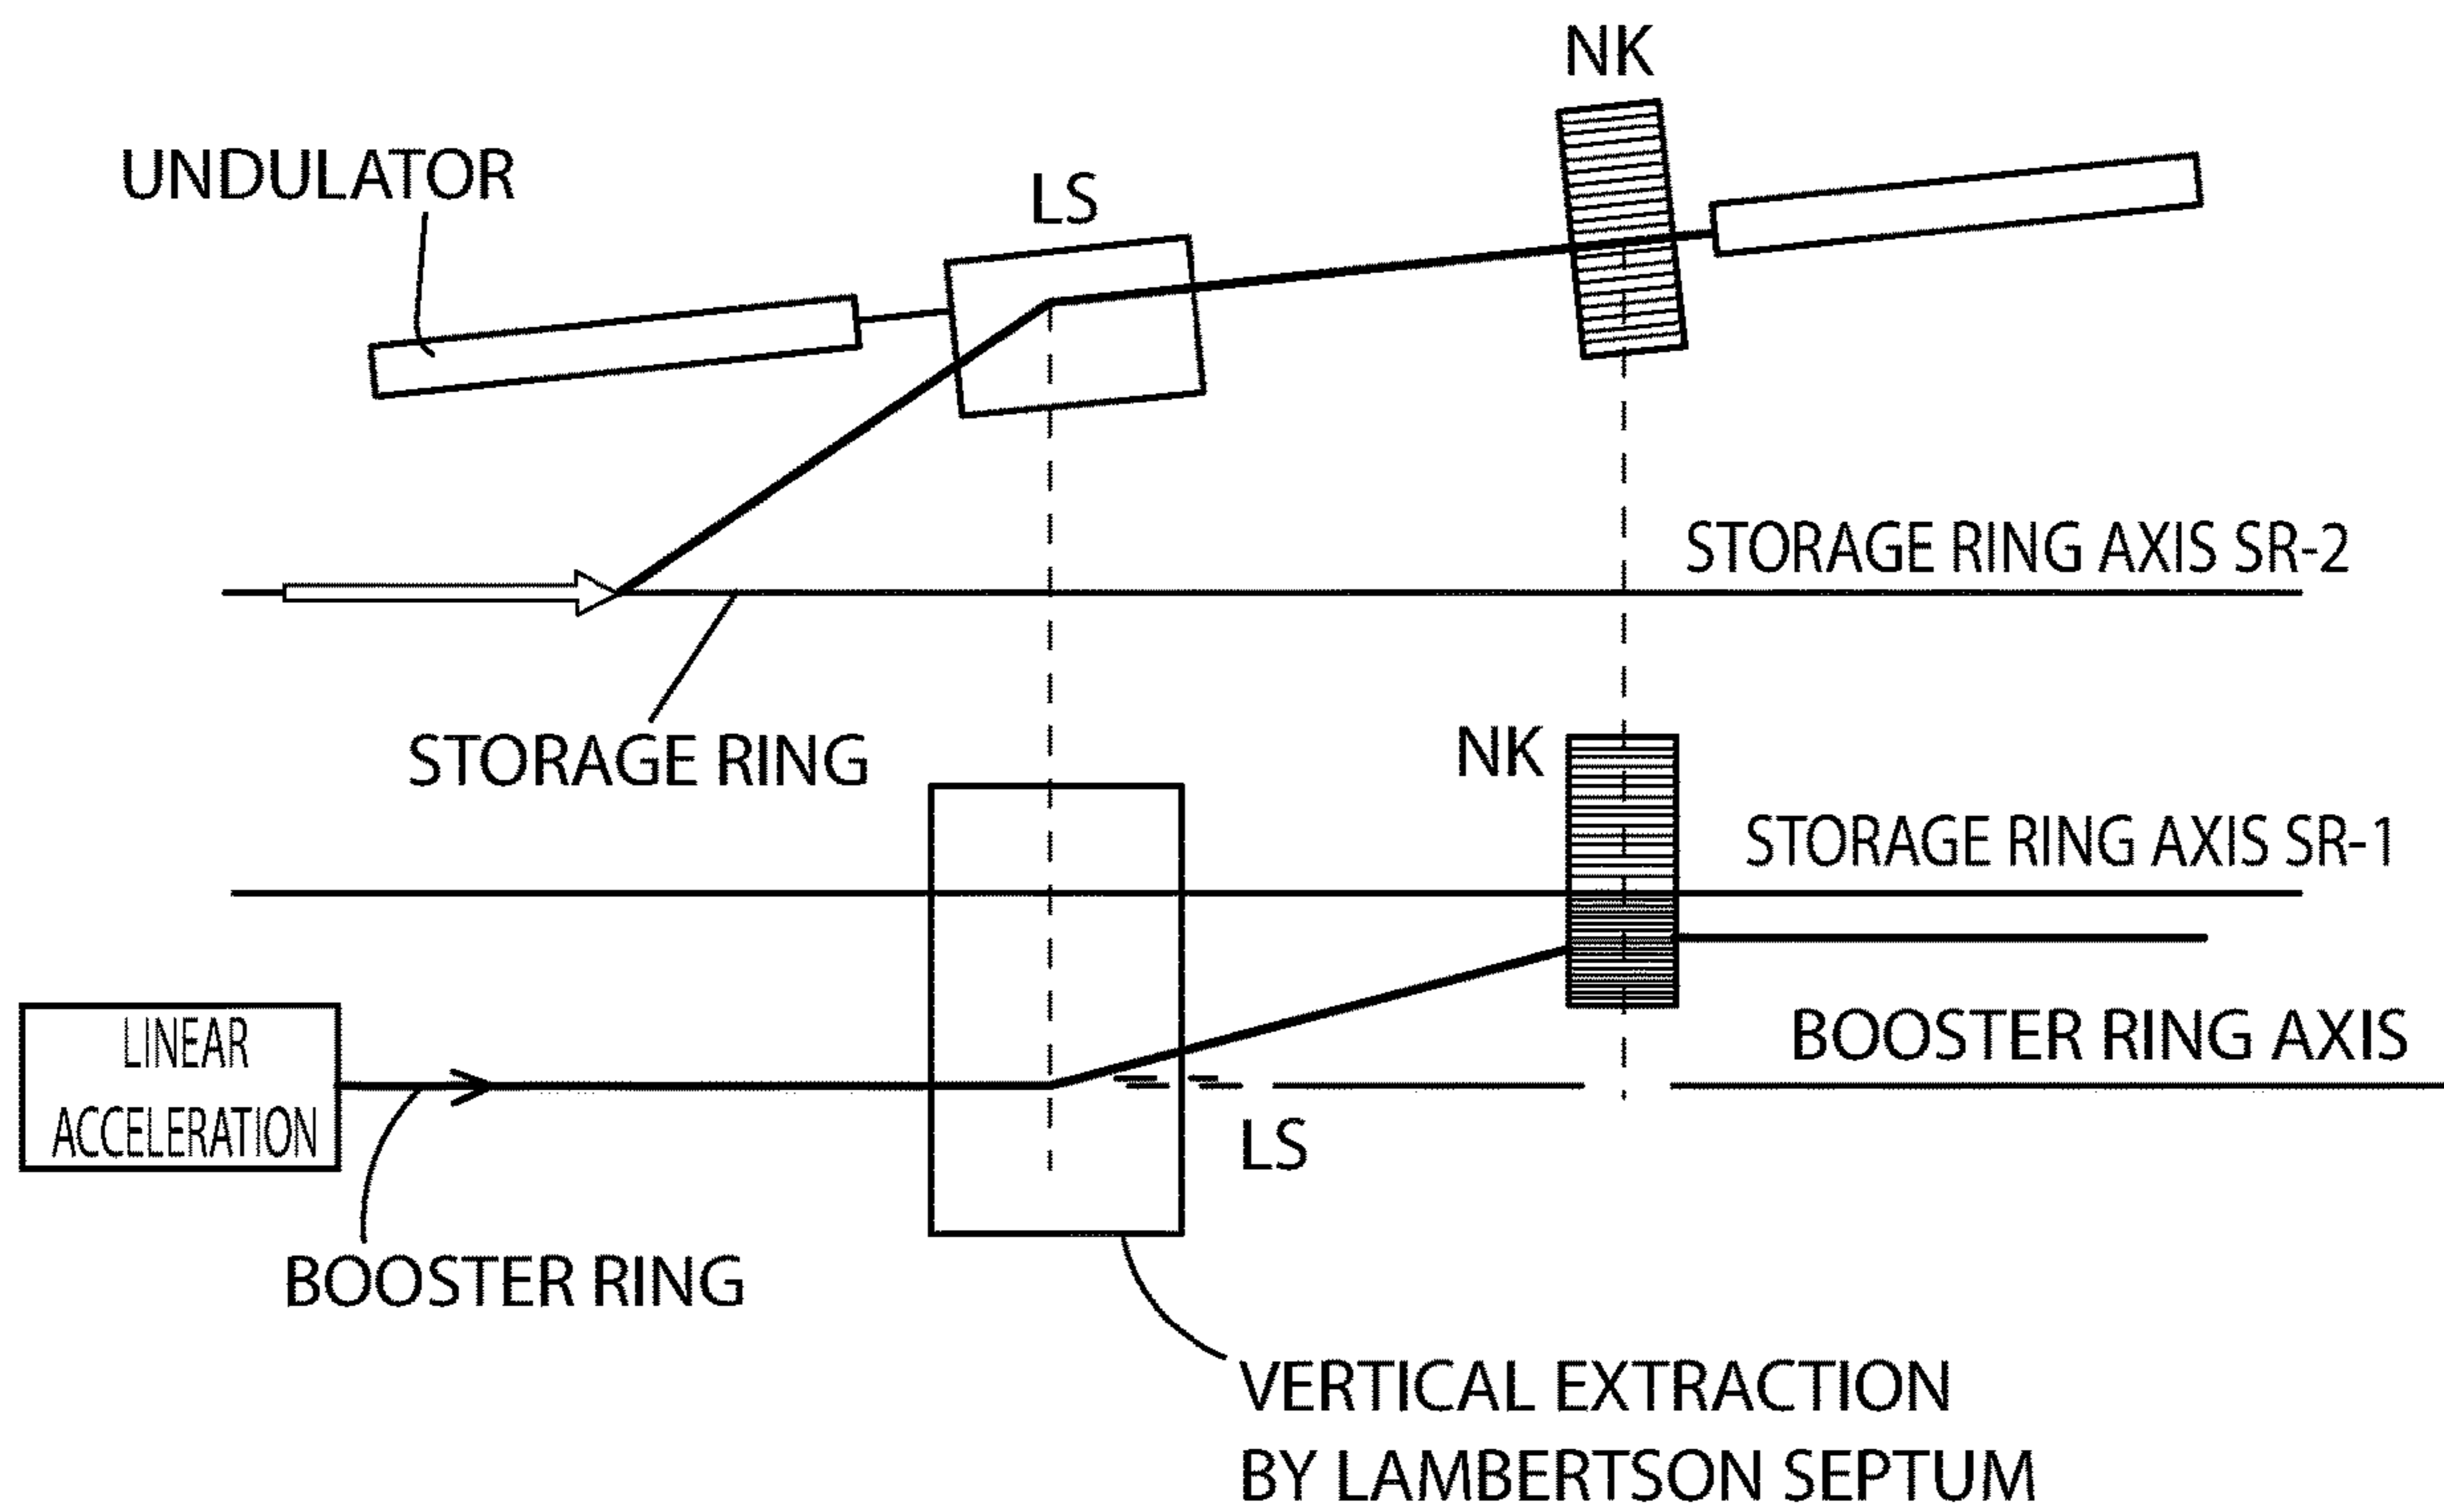 NK
UNDULATOR
LS
STORAGE RING AXIS SR-2
STORAGE RING
NK
STORAGE RING AXIS SR-1
LINEAR
ACCELERATION
BOOSTER RING AXIS
LS
BOOSTER RING
VERTICAL EXTRACTION
BY LAMBERTSON SEPTUM